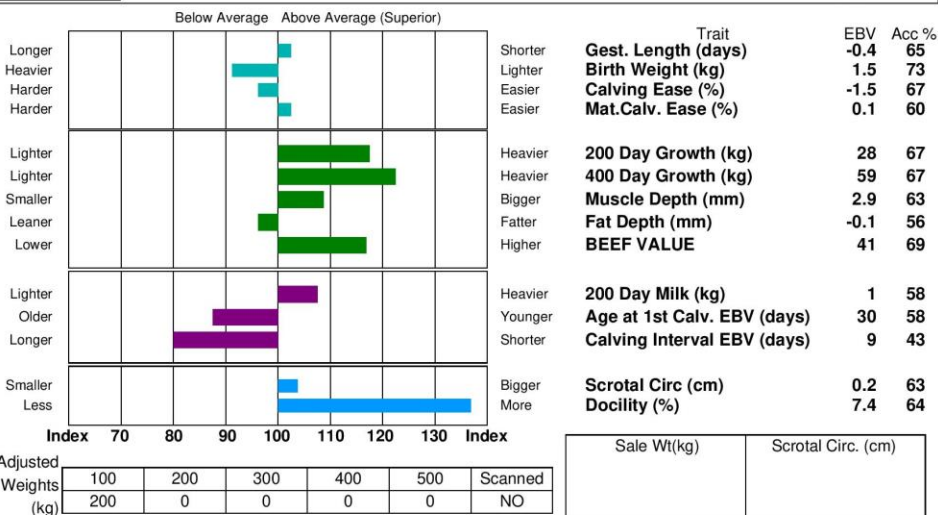 Below Average Above Average (Superior)
Trait EBV Acc %
Longer Shorter Gest. Length (days) -0.4 65
Heavier Lighter Birth Weight (kg) 1.5 73
Harder Easier Calving Ease (%) -1.5 67
Harder Easier Mat.Calv. Ease (%) 0.1 60
Lighter Heavier 200 Day Growth (kg) 28 67
Lighter Heavier 400 Day Growth (kg) 59 67
Smaller Bigger Muscle Depth (mm) 2.9 63
Leaner Fatter Fat Depth (mm) -0.1 56
Lower Higher BEEF VALUE 41 69
Lighter Heavier 200 Day Milk (kg) 1 58
Older Younger Age at 1st Calv. EBV (days) 30 58
Longer Shorter Calving Interval EBV (days) 9 43
Smaller Bigger Scrotal Circ (cm) 0.2 63
Less More Docility (%) 7.4 64
Index 70 80 90 100 110 120 130 Index
Sale Wt(kg) Scrotal Circ. (cm)
Adjusted
Weights 100 200 300 400 500 Scanned
(kg) 200 0 0 0 0 NO